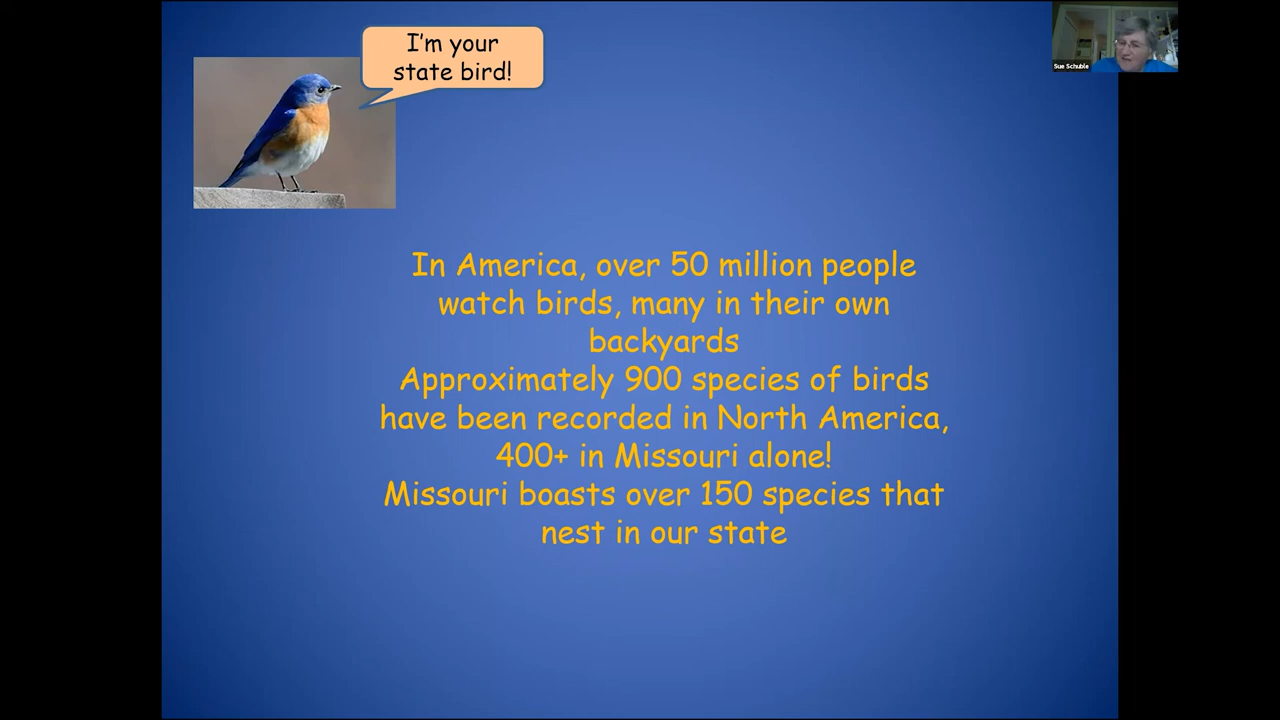 I'm your
state bird!
Sue Schuble
In America, over 50 million people
watch birds, many in their own
backyards
Approximately 900 species of birds
have been recorded in North America,
400+ in Missouri alone!
Missouri boasts over 150 species that
nest in our state